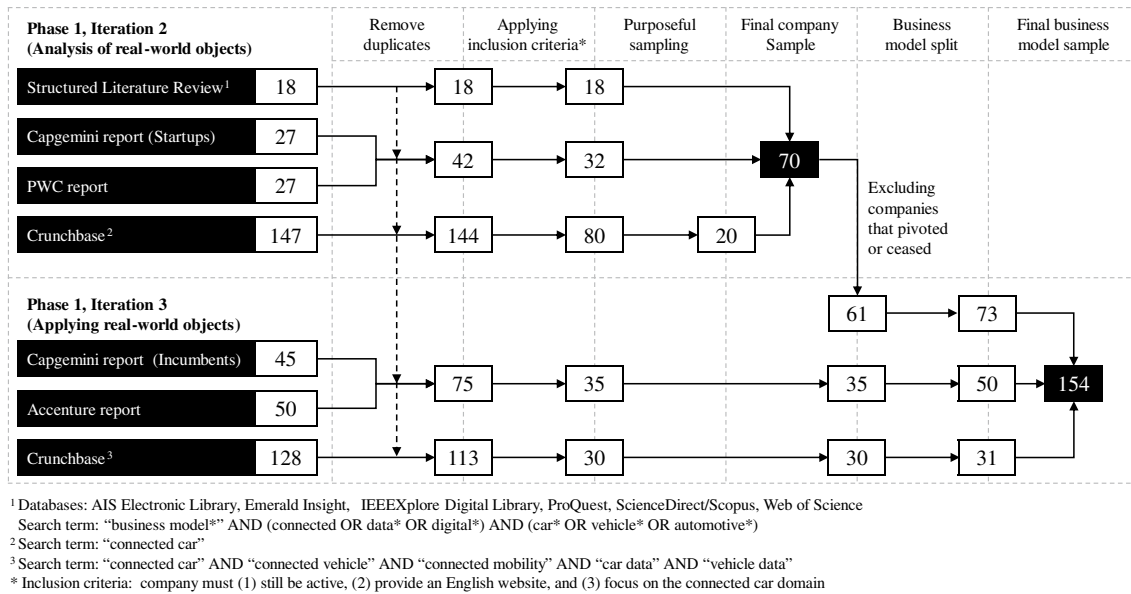 Phase 1, Iteration 2
(Analysis of real-world objects)
Remove
duplicates
Applying
inclusion criteria*
Purposeful
sampling
Final company
Sample
Business
model split
Final business
model sample
Structured Literature Review¹ 18 18 18
Capgemini report (Startups) 27
42 32 70
PWC report 27
Crunchbase² 147 144 80 20
Excluding
companies
that pivoted
or ceased
Phase 1, Iteration 3
(Applying real-world objects)
61 73
Capgemini report (Incumbents) 45
75 35 35 50 154
Accenture report 50
Crunchbase³ 128 113 30 30 31
¹ Databases: AIS Electronic Library, Emerald Insight, IEEEXplore Digital Library, ProQuest, ScienceDirect/Scopus, Web of Science
Search term: “business model*” AND (connected OR data* OR digital*) AND (car* OR vehicle* OR automotive*)
² Search term: “connected car”
³ Search term: “connected car” AND “connected vehicle” AND “connected mobility” AND “car data” AND “vehicle data”
* Inclusion criteria: company must (1) still be active, (2) provide an English website, and (3) focus on the connected car domain